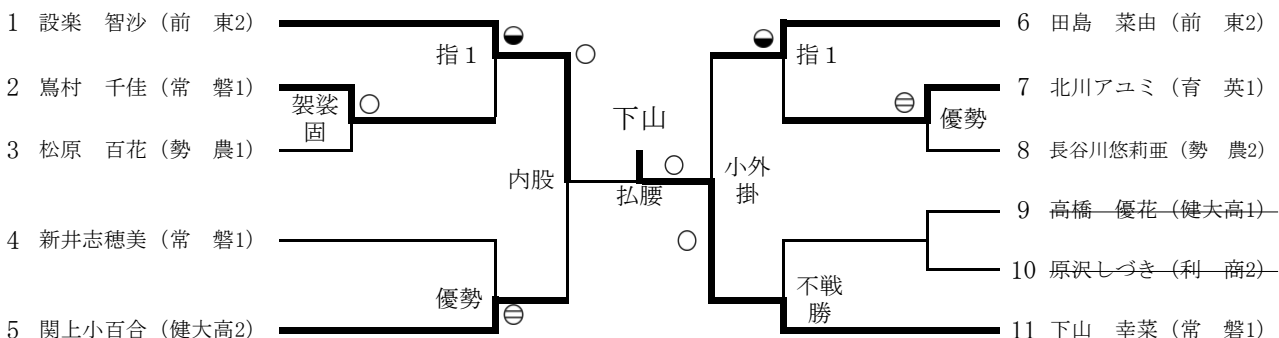 1 設楽 智沙 (前 東2)
2 嶌村 千佳 (常 磐1)
3 松原 百花 (勢 農1)
4 新井志穂美 (常 磐1)
5 関上小百合 (健大高2)
指1
袈裟
固
優勢
内股
下山
払腰
小外
掛
指1
優勢
不戦
勝
6 田島 菜由 (前 東2)
7 北川アユミ (育 英1)
8 長谷川悠莉亜 (勢 農2)
9 高橋 優花 (健大高1)
10 原沢しづき (利 商2)
11 下山 幸菜 (常 磐1)